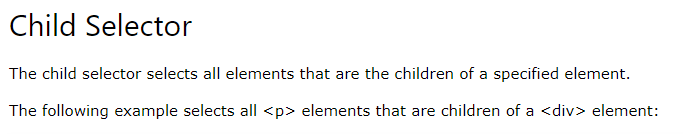 Child Selector
The child selector selects all elements that are the children of a specified element.
The following example selects all <p> elements that are children of a <div> element: